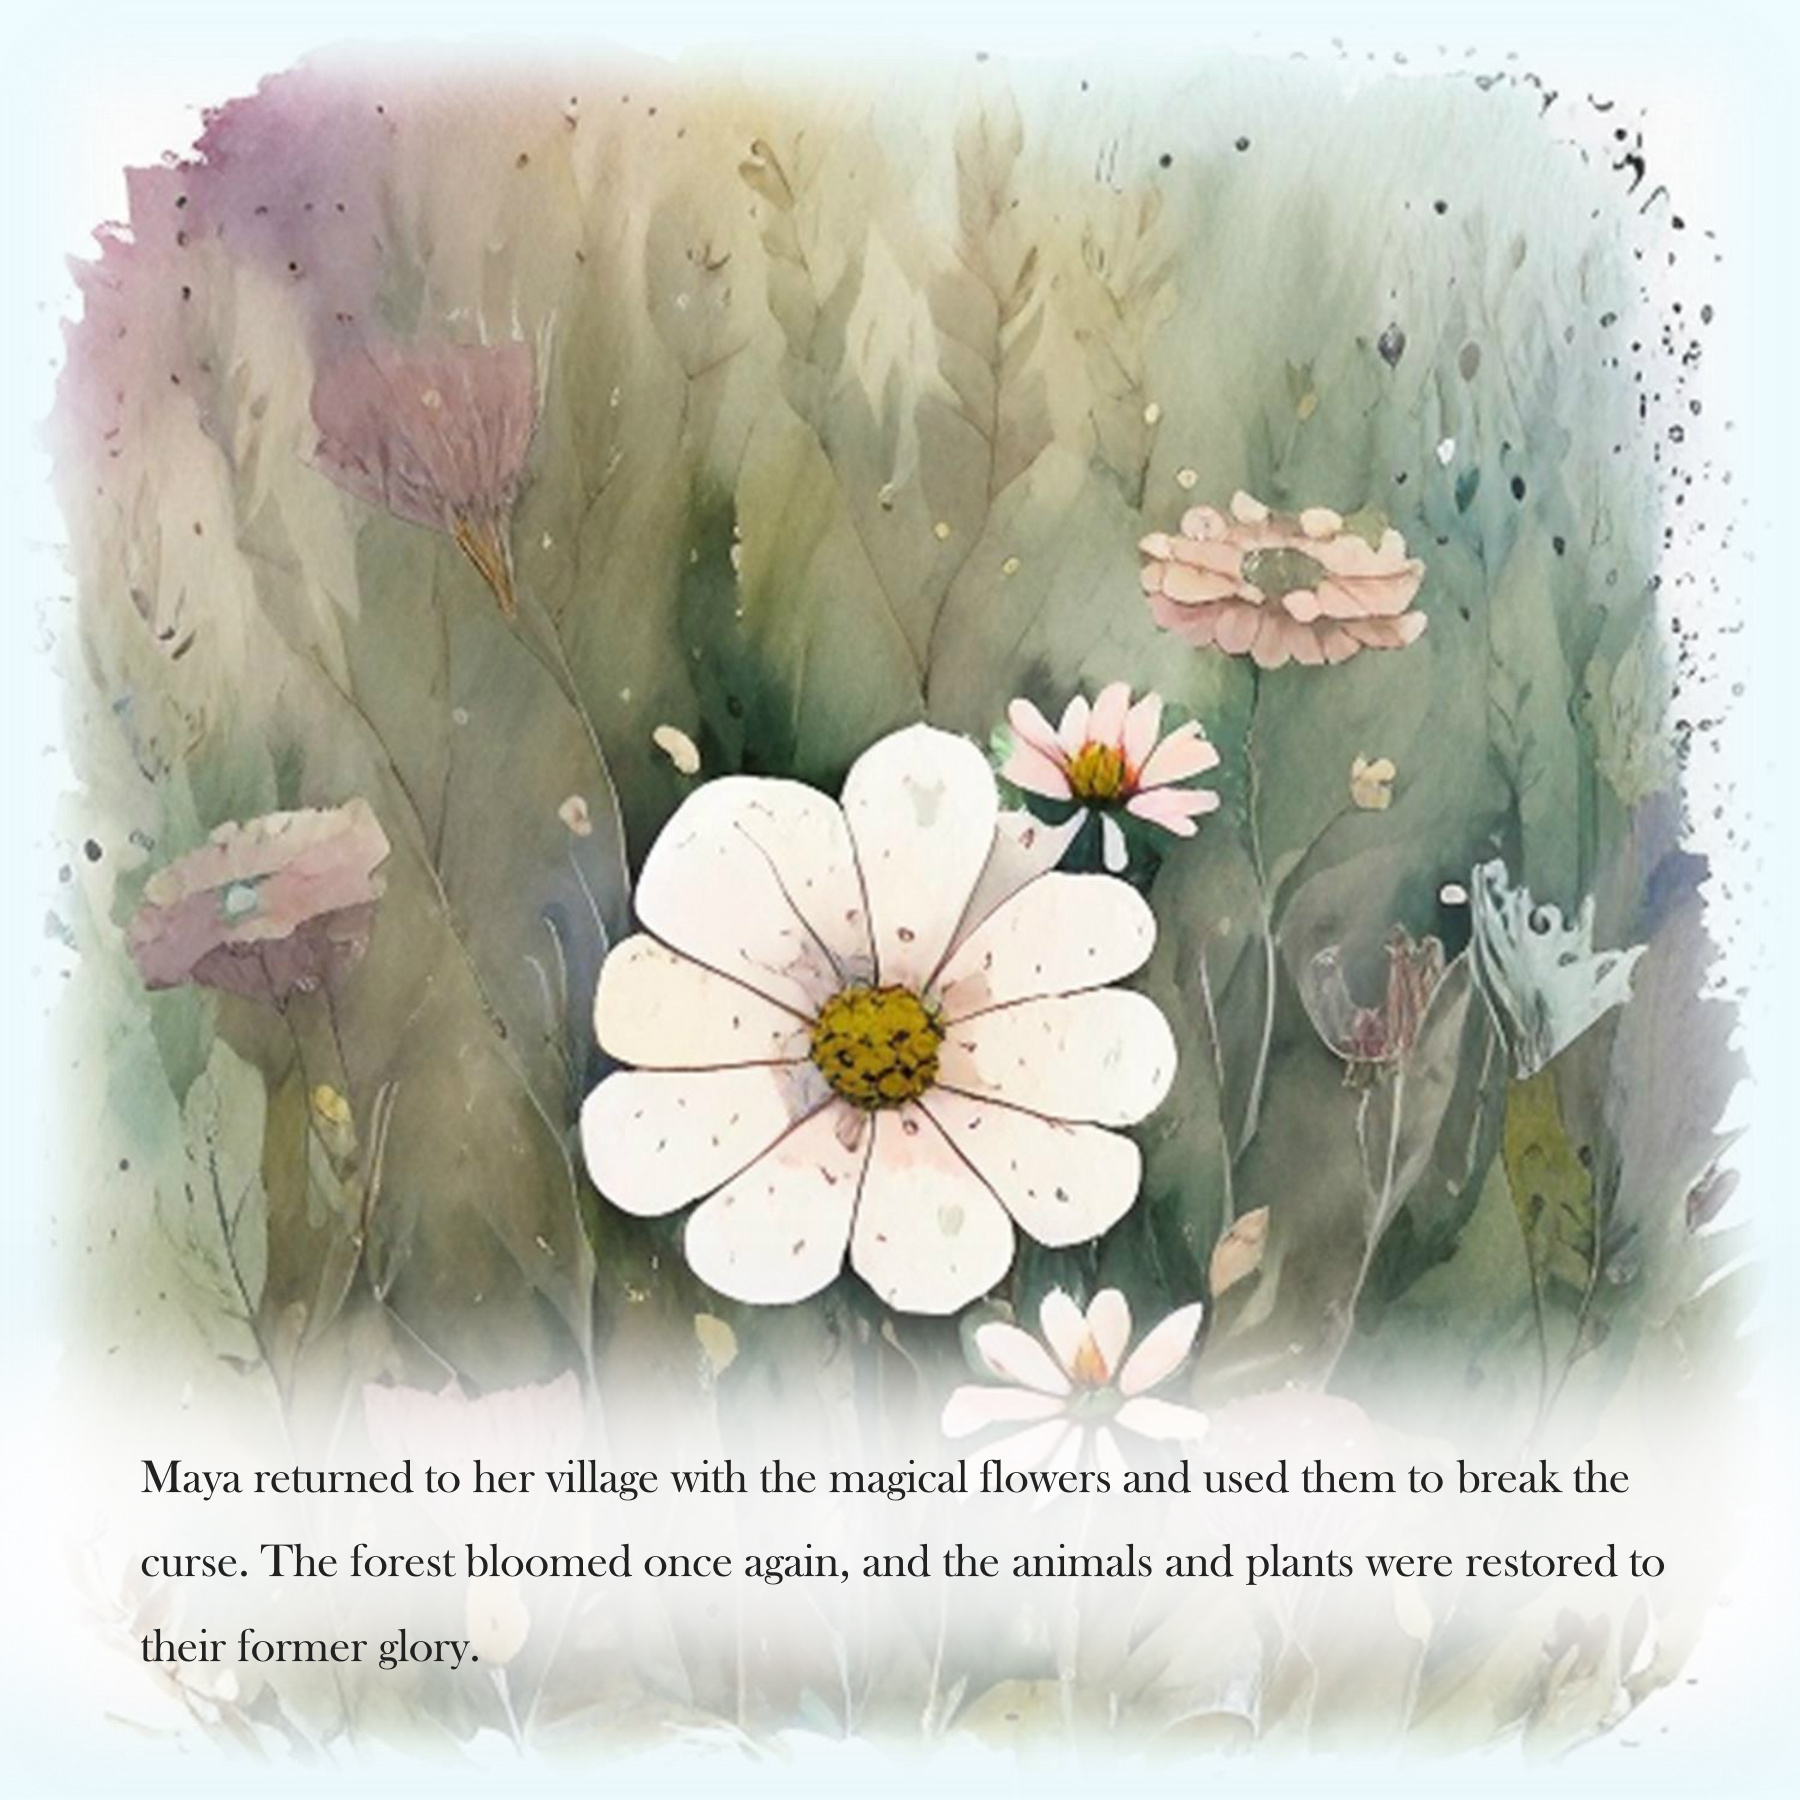 Maya returned to her village with the magical flowers and used them to break the
curse. The forest bloomed once again, and the animals and plants were restored to
their former glory.